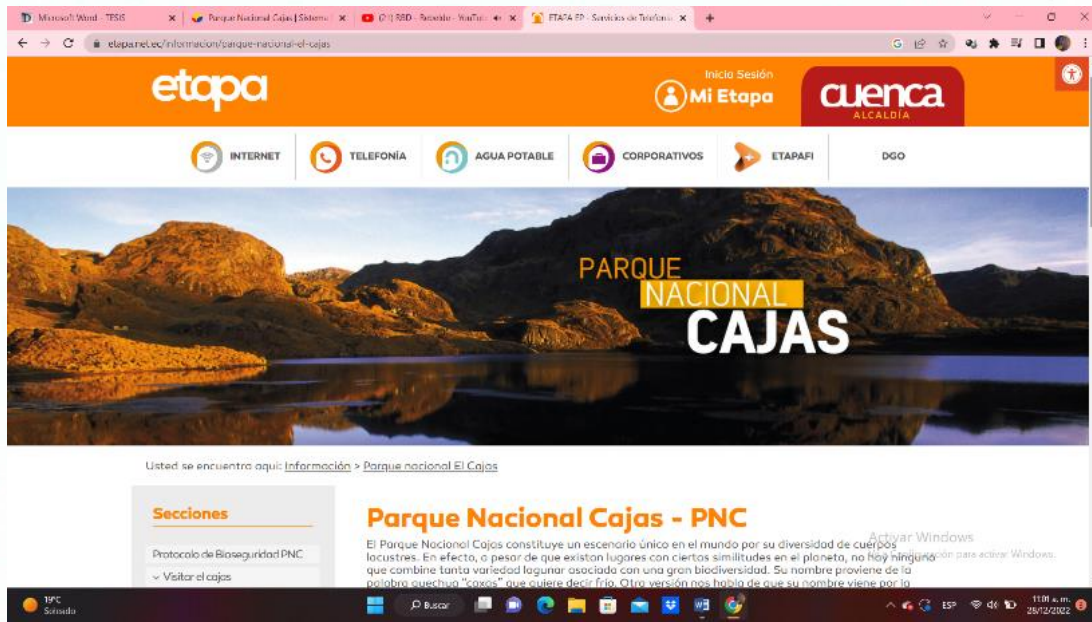 Microsoft Word - TESIS
Parque Nacional Cajas | Sistema
(21) RBD - Rebelde - YouTube
ETAPA EP - Servicios de Telefonía
etapa.net.ec/informacion/parque-nacional-el-cajas
etapa
Inicia Sesión
Mi Etapa
cuenca
ALCALDÍA
INTERNET
TELEFONÍA
AGUA POTABLE
CORPORATIVOS
ETAPAFI
DGO
PARQUE
NACIONAL
CAJAS
Usted se encuentra aquí: Información > Parque nacional El Cajas
Secciones
Protocolo de Bioseguridad PNC
Visitar el cajas
Parque Nacional Cajas - PNC
El Parque Nacional Cajas constituye un escenario único en el mundo por su diversidad de cuerpos
lacustres. En efecto, a pesar de que existan lugares con ciertas similitudes en el planeta, no hay ninguno
que combine tanta variedad lagunar asociada con una gran biodiversidad. Su nombre proviene de la
palabra quechua "caxas" que quiere decir frío. Otra versión nos habla de que su nombre viene por la
Activar Windows
para activar Windows.
19°C
Soleado
Buscar
ESP
11:01 a. m.
28/12/2022